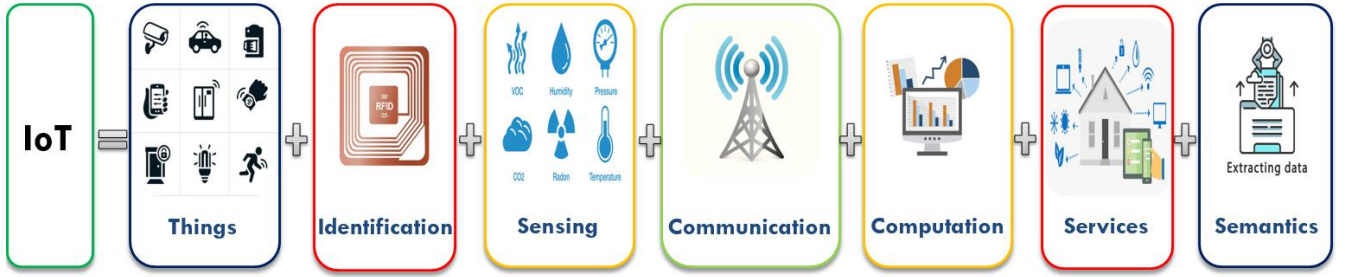 IoT
=
Things
+
RFID
Identification
+
VOC Humidity Pressure
CO2 Radon Temperature
Sensing
+
Communication
+
Computation
+
Services
+
Extracting data
Semantics